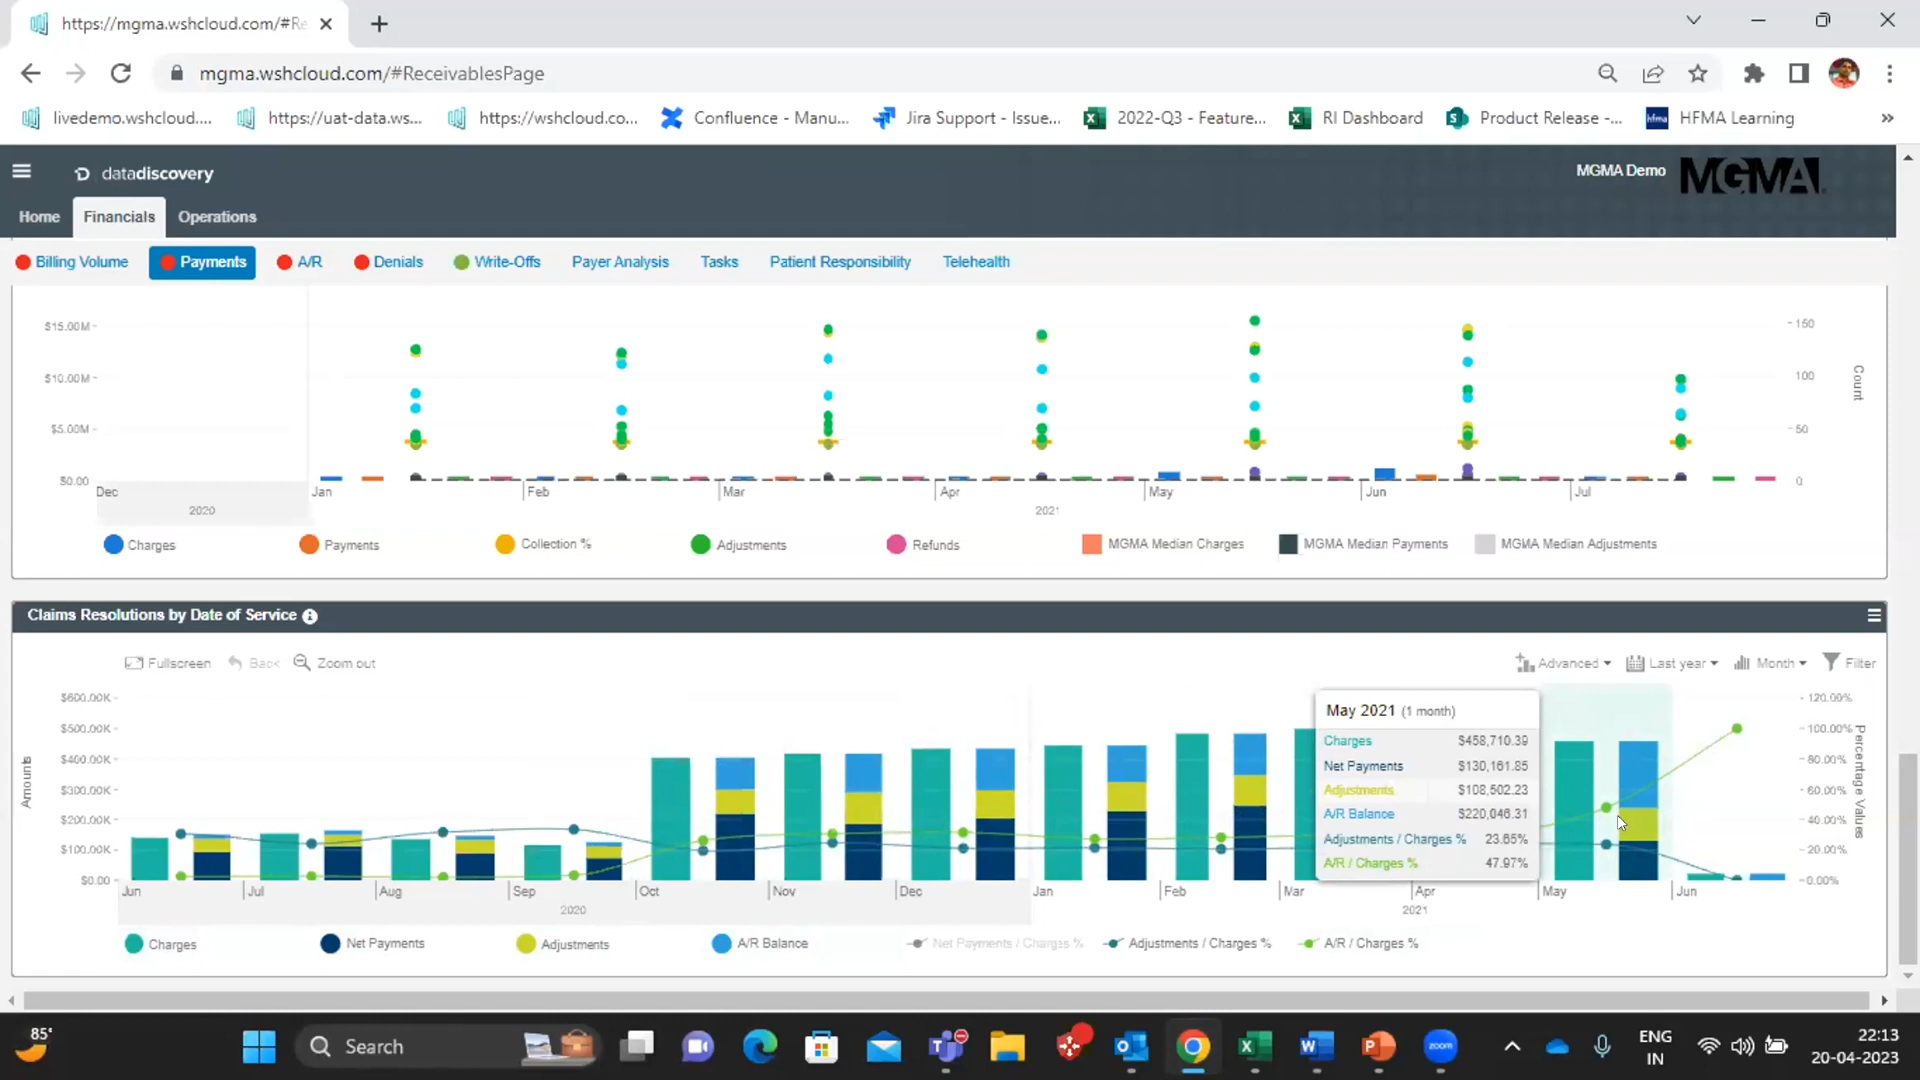 https://mgma.wshcloud.com/#Re
mgma.wshcloud.com/#ReceivablesPage
livedemo.wshcloud.... https://uat-data.ws... https://wshcloud.co... Confluence - Manu... Jira Support - Issue... 2022-Q3 - Feature... RI Dashboard Product Release -... hfma HFMA Learning »
datadiscovery MGMA Demo MGMA
Home Financials Operations
Billing Volume Payments A/R Denials Write-Offs Payer Analysis Tasks Patient Responsibility Telehealth
$15.00M 150
$10.00M 100
Count
$5.00M 50
$0.00 0
Dec Jan Feb Mar Apr May Jun Jul
2020 2021
Charges Payments Collection % Adjustments Refunds MGMA Median Charges MGMA Median Payments MGMA Median Adjustments
Claims Resolutions by Date of Service
Fullscreen Back Zoom out Advanced Last year Month Filter
$600.00K 120.00%
$500.00K 100.00%
$400.00K 80.00%
$300.00K 60.00%
$200.00K 40.00%
$100.00K 20.00%
$0.00 0.00%
Amounts
Percentage Values
May 2021 (1 month)
Charges $458,710.39
Net Payments $130,161.85
Adjustments $108,502.23
A/R Balance $220,046.31
Adjustments / Charges % 23.65%
A/R / Charges % 47.97%
Jun Jul Aug Sep Oct Nov Dec Jan Feb Mar Apr May Jun
2020 2021
Charges Net Payments Adjustments A/R Balance Net Payments / Charges % Adjustments / Charges % A/R / Charges %
85°
Search
zoom
ENG
IN
22:13
20-04-2023